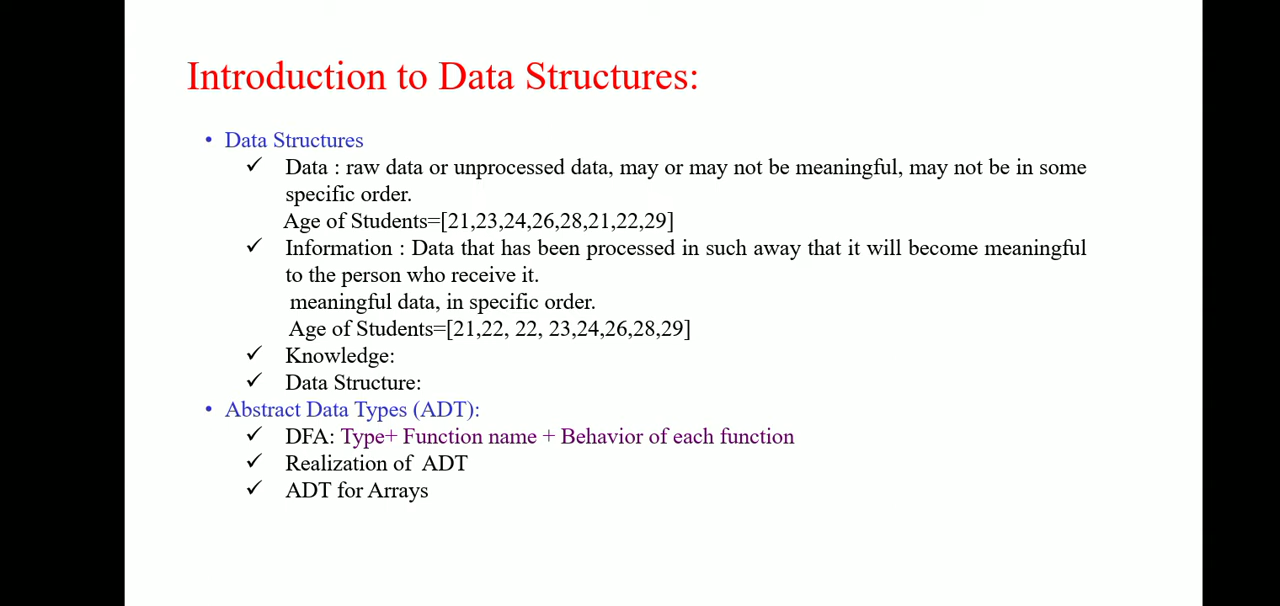 Introduction to Data Structures:
• Data Structures
✓ Data : raw data or unprocessed data, may or may not be meaningful, may not be in some
specific order.
Age of Students=[21,23,24,26,28,21,22,29]
✓ Information : Data that has been processed in such away that it will become meaningful
to the person who receive it.
meaningful data, in specific order.
Age of Students=[21,22, 22, 23,24,26,28,29]
✓ Knowledge:
✓ Data Structure:
• Abstract Data Types (ADT):
✓ DFA: Type+ Function name + Behavior of each function
✓ Realization of ADT
✓ ADT for Arrays